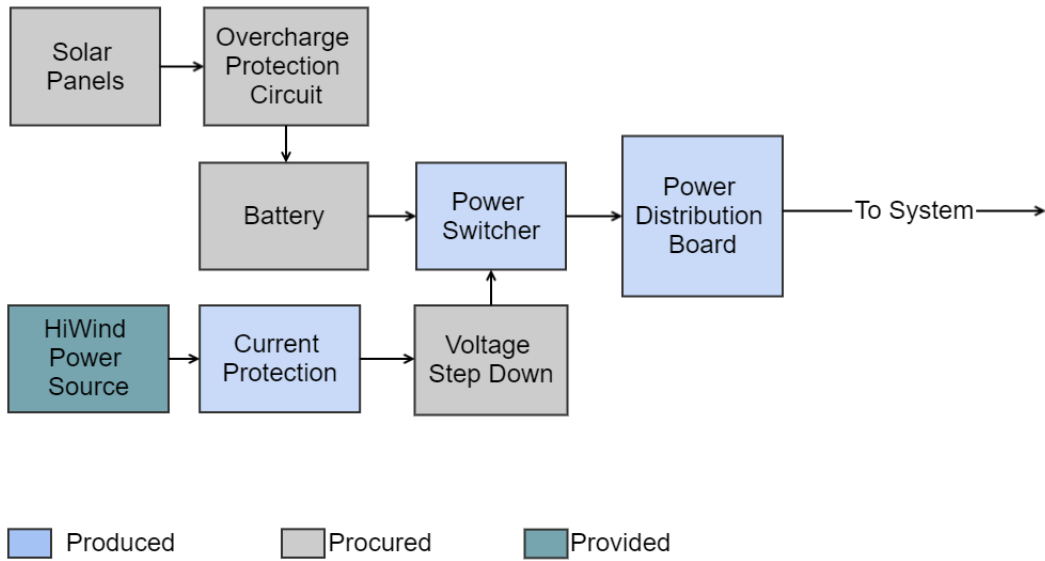 Solar
Panels
Overcharge
Protection
Circuit
Battery
Power
Switcher
Power
Distribution
Board
To System
HiWind
Power
Source
Current
Protection
Voltage
Step Down
Produced
Procured
Provided